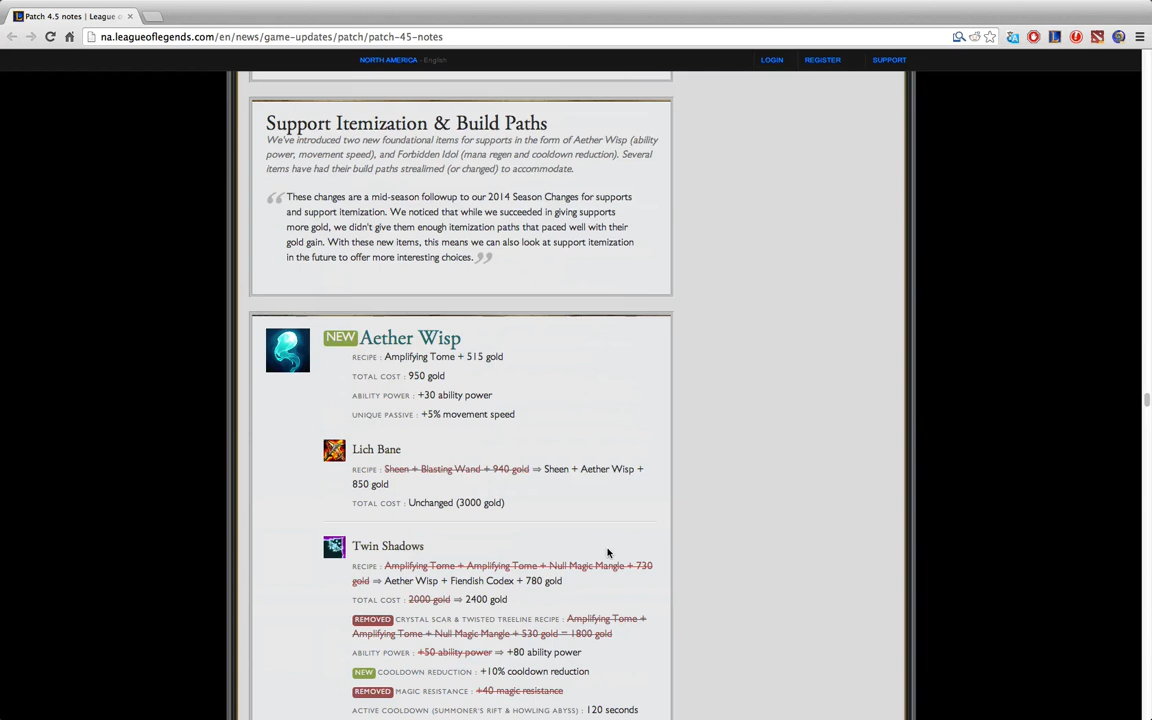 Patch 4.5 notes | League o
na.leagueoflegends.com/en/news/game-updates/patch/patch-45-notes
NORTH AMERICA - English LOGIN REGISTER SUPPORT
Support Itemization & Build Paths
We've introduced two new foundational items for supports in the form of Aether Wisp (ability
power, movement speed), and Forbidden Idol (mana regen and cooldown reduction). Several
items have had their build paths strealimed (or changed) to accommodate.
“ These changes are a mid-season followup to our 2014 Season Changes for supports
and support itemization. We noticed that while we succeeded in giving supports
more gold, we didn't give them enough itemization paths that paced well with their
gold gain. With these new items, this means we can also look at support itemization
in the future to offer more interesting choices. ”
NEW Aether Wisp
RECIPE : Amplifying Tome + 515 gold
TOTAL COST : 950 gold
ABILITY POWER : +30 ability power
UNIQUE PASSIVE : +5% movement speed
Lich Bane
RECIPE : Sheen + Blasting Wand + 940 gold ⇒ Sheen + Aether Wisp +
850 gold
TOTAL COST : Unchanged (3000 gold)
Twin Shadows
RECIPE : Amplifying Tome + Amplifying Tome + Null Magic Mangle + 730
gold ⇒ Aether Wisp + Fiendish Codex + 780 gold
TOTAL COST : 2000 gold ⇒ 2400 gold
REMOVED CRYSTAL SCAR & TWISTED TREELINE RECIPE : Amplifying Tome +
Amplifying Tome + Null Magic Mangle + 530 gold = 1800 gold
ABILITY POWER : +50 ability power ⇒ +80 ability power
NEW COOLDOWN REDUCTION : +10% cooldown reduction
REMOVED MAGIC RESISTANCE : +40 magic resistance
ACTIVE COOLDOWN (SUMMONER'S RIFT & HOWLING ABYSS) : 120 seconds